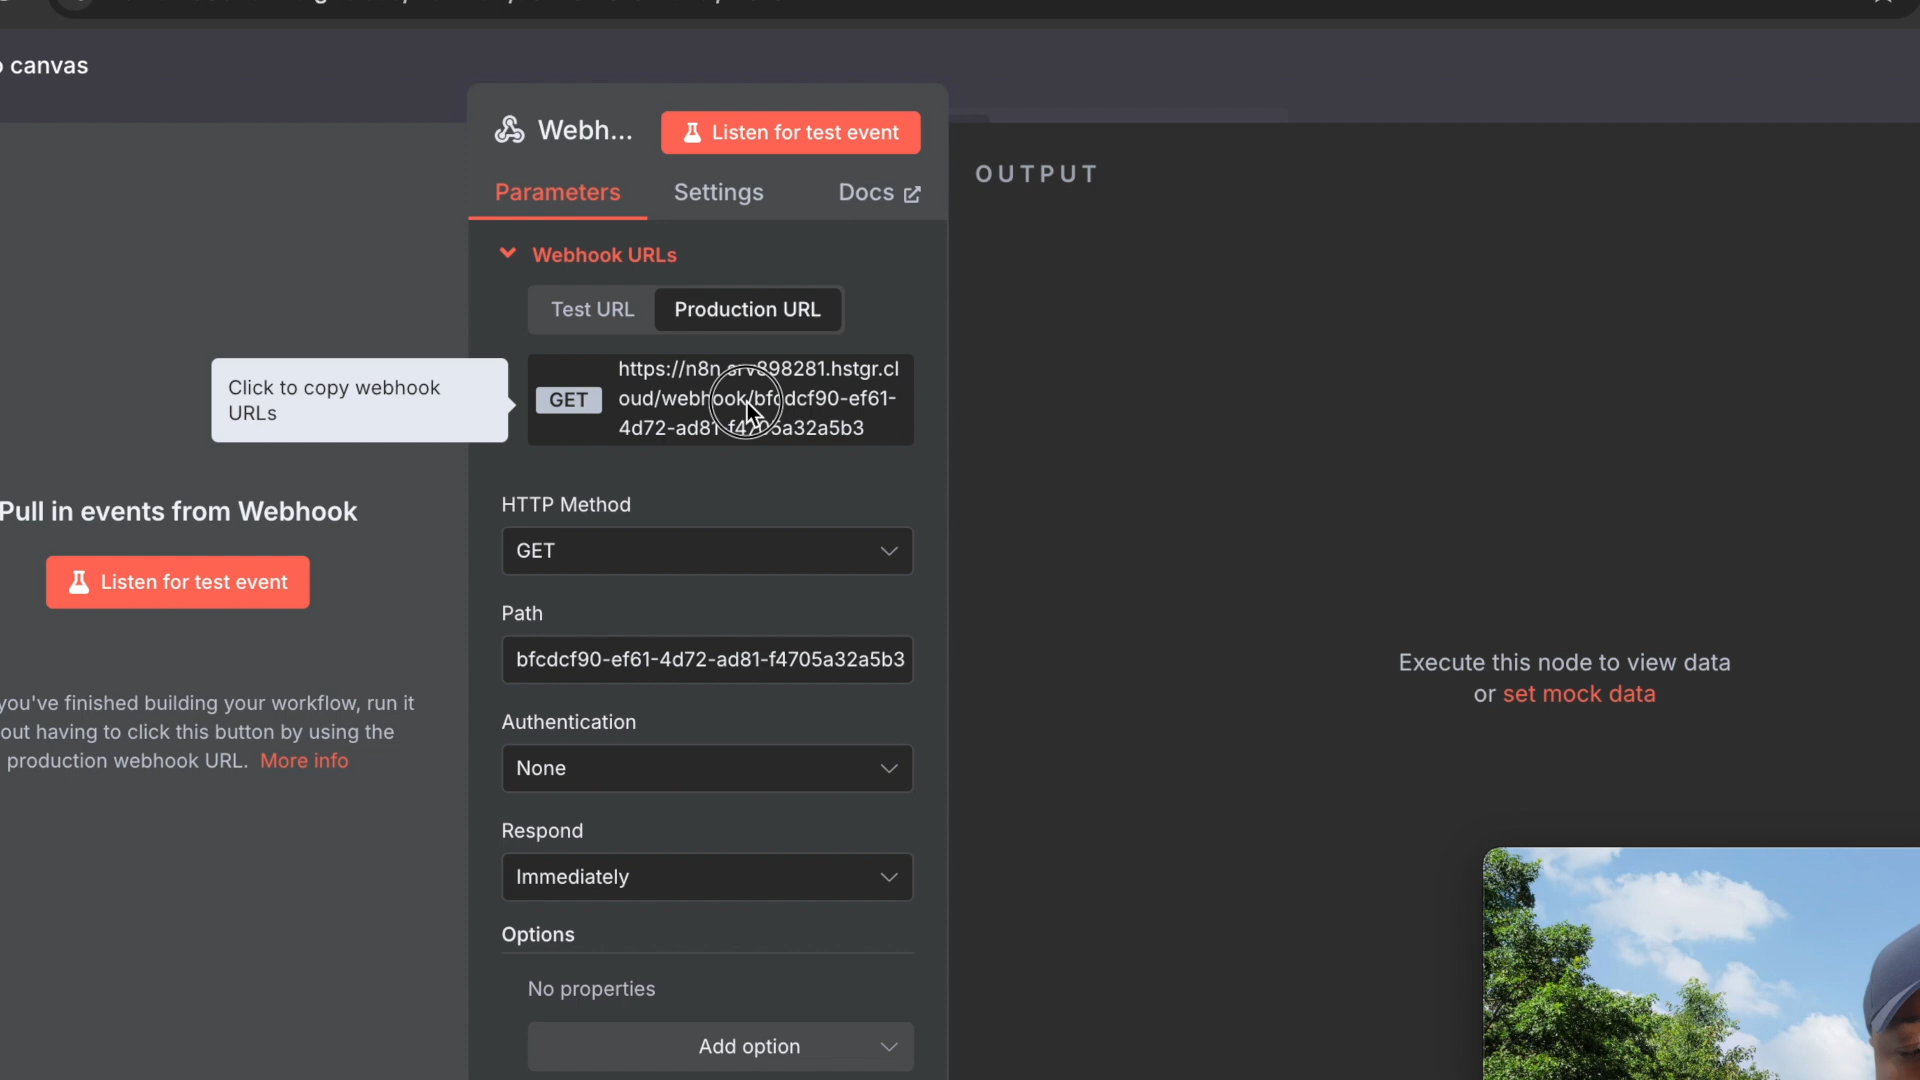 canvas
Webh...
Listen for test event
OUTPUT
Parameters
Settings
Docs
Webhook URLs
Test URL
Production URL
Click to copy webhook
URLs
GET
https://n8n.srv898281.hstgr.cl
oud/webhook/bfcdcf90-ef61-
4d72-ad81-f4705a32a5b3
Pull in events from Webhook
Listen for test event
you've finished building your workflow, run it
out having to click this button by using the
production webhook URL. More info
HTTP Method
GET
Path
bfcdcf90-ef61-4d72-ad81-f4705a32a5b3
Authentication
None
Respond
Immediately
Options
No properties
Add option
Execute this node to view data
or set mock data